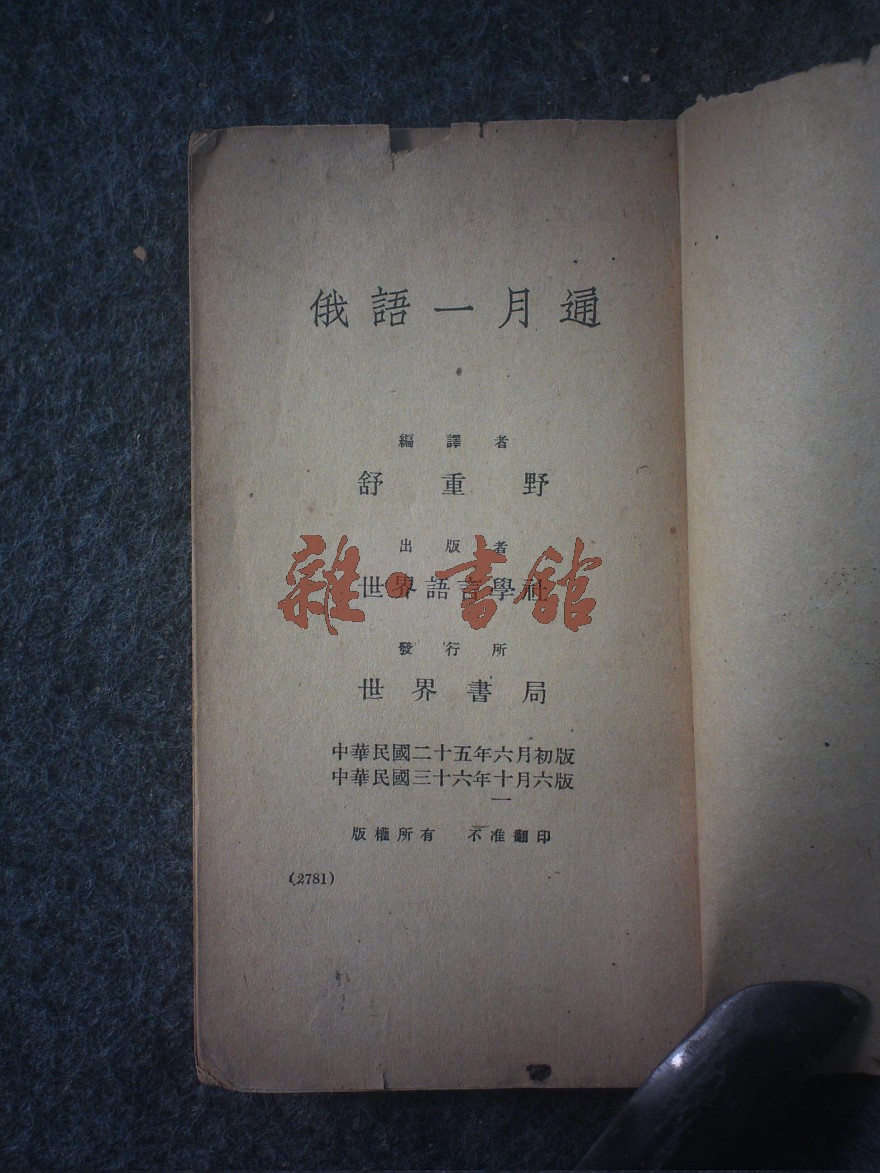 俄語一月通
編譯者
舒重野
出版者
世界語言學社
雜·書館
發行所
世界書局
中華民國二十五年六月初版
中華民國三十六年十月六版
一
版權所有 不准翻印
(2781)